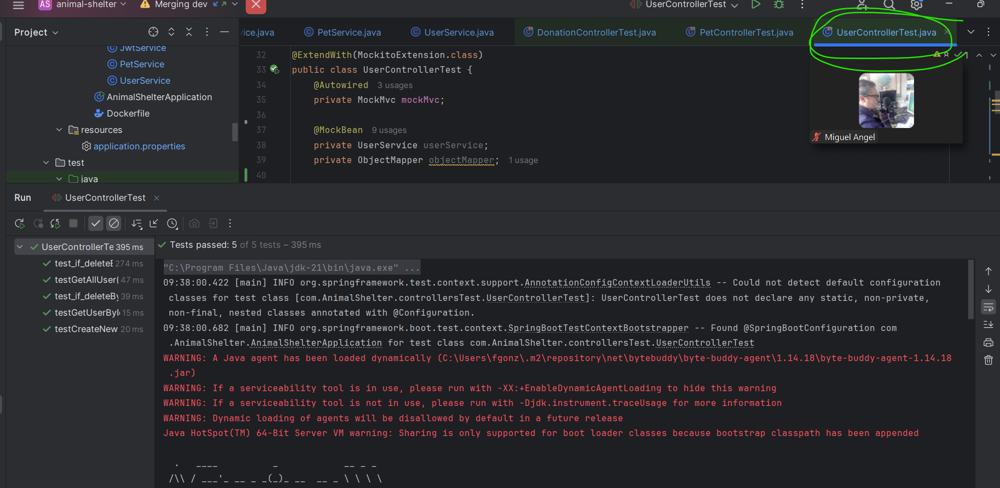 AS animal-shelter Merging dev UserControllerTest
Project
ice.java PetService.java UserService.java DonationControllerTest.java PetControllerTest.java UserControllerTest.java
JwtService
PetService
UserService
AnimalShelterApplication
Dockerfile
resources
application.properties
test
java
8 1
32 @ExtendWith(MockitoExtension.class)
33 public class UserControllerTest {
34 @Autowired 3 usages
35 private MockMvc mockMvc;
36
37 @MockBean 9 usages
38 private UserService userService;
39 private ObjectMapper objectMapper; 1 usage
40
Miguel Angel
Run UserControllerTest
UserControllerTe 395 ms
test_if_deleteB 274 ms
testGetAllUser( 47 ms
test_if_deleteBy 39 ms
testGetUserById 15 ms
testCreateNew 20 ms
Tests passed: 5 of 5 tests – 395 ms
"C:\Program Files\Java\jdk-21\bin\java.exe" ...
09:38:00.422 [main] INFO org.springframework.test.context.support.AnnotationConfigContextLoaderUtils -- Could not detect default configuration
classes for test class [com.AnimalShelter.controllersTest.UserControllerTest]: UserControllerTest does not declare any static, non-private,
non-final, nested classes annotated with @Configuration.
09:38:00.682 [main] INFO org.springframework.boot.test.context.SpringBootTestContextBootstrapper -- Found @SpringBootConfiguration com
.AnimalShelter.AnimalShelterApplication for test class com.AnimalShelter.controllersTest.UserControllerTest
WARNING: A Java agent has been loaded dynamically (C:\Users\fgonz\.m2\repository\net\bytebuddy\byte-buddy-agent\1.14.18\byte-buddy-agent-1.14.18
.jar)
WARNING: If a serviceability tool is in use, please run with -XX:+EnableDynamicAgentLoading to hide this warning
WARNING: If a serviceability tool is not in use, please run with -Djdk.instrument.traceUsage for more information
WARNING: Dynamic loading of agents will be disallowed by default in a future release
Java HotSpot(TM) 64-Bit Server VM warning: Sharing is only supported for boot loader classes because bootstrap classpath has been appended
.   ____          _            __ _ _
/\\ / ___'_ __ _ _(_)_ __  __ _ \ \ \ \